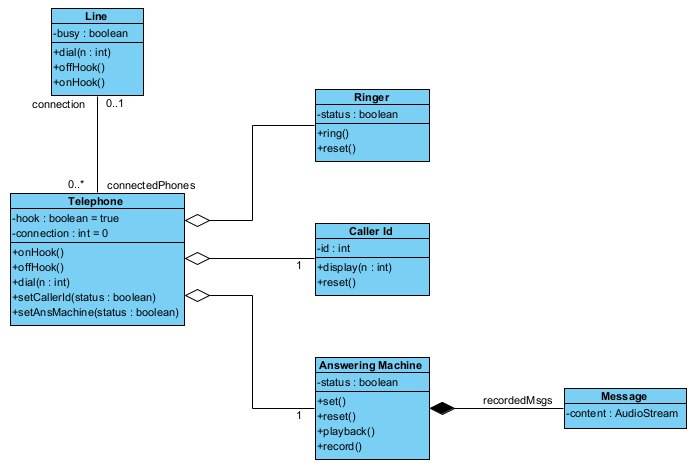 Line
-busy : boolean
+dial(n : int)
+offHook()
+onHook()
connection
0..1
0..*
connectedPhones
Telephone
-hook : boolean = true
-connection : int = 0
+onHook()
+offHook()
+dial(n : int)
+setCallerId(status : boolean)
+setAnsMachine(status : boolean)
Ringer
-status : boolean
+ring()
+reset()
Caller Id
-id : int
+display(n : int)
+reset()
1
Answering Machine
-status : boolean
+set()
+reset()
+playback()
+record()
1
recordedMsgs
Message
-content : AudioStream